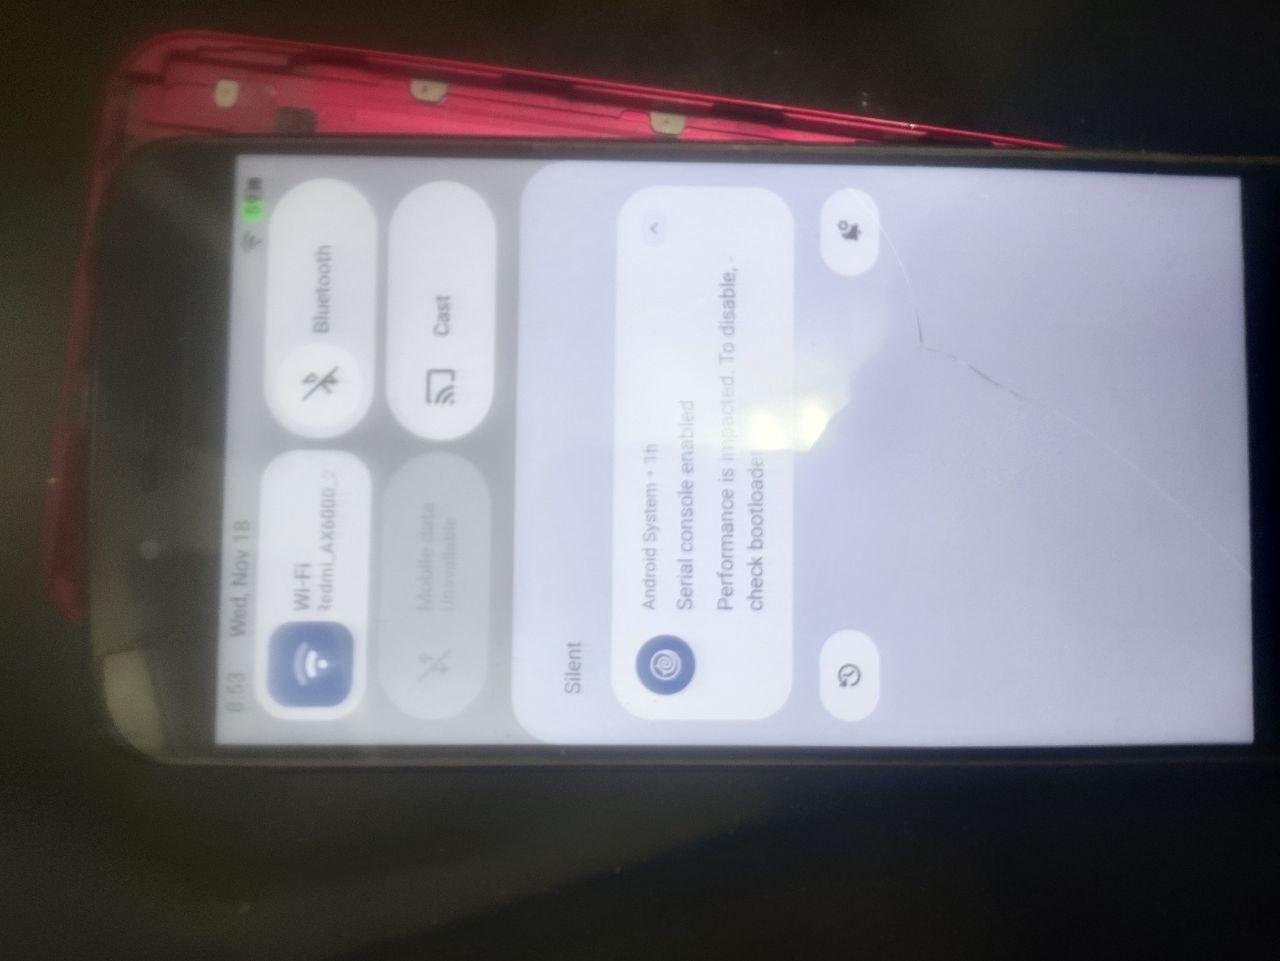 8:53 Wed, Nov 18
Wi-Fi
Redmi_AX6000_
Bluetooth
Mobile data
Unavailable
Cast
Silent
Android System • 1h
Serial console enabled
Performance is impacted. To disable,
check bootloader